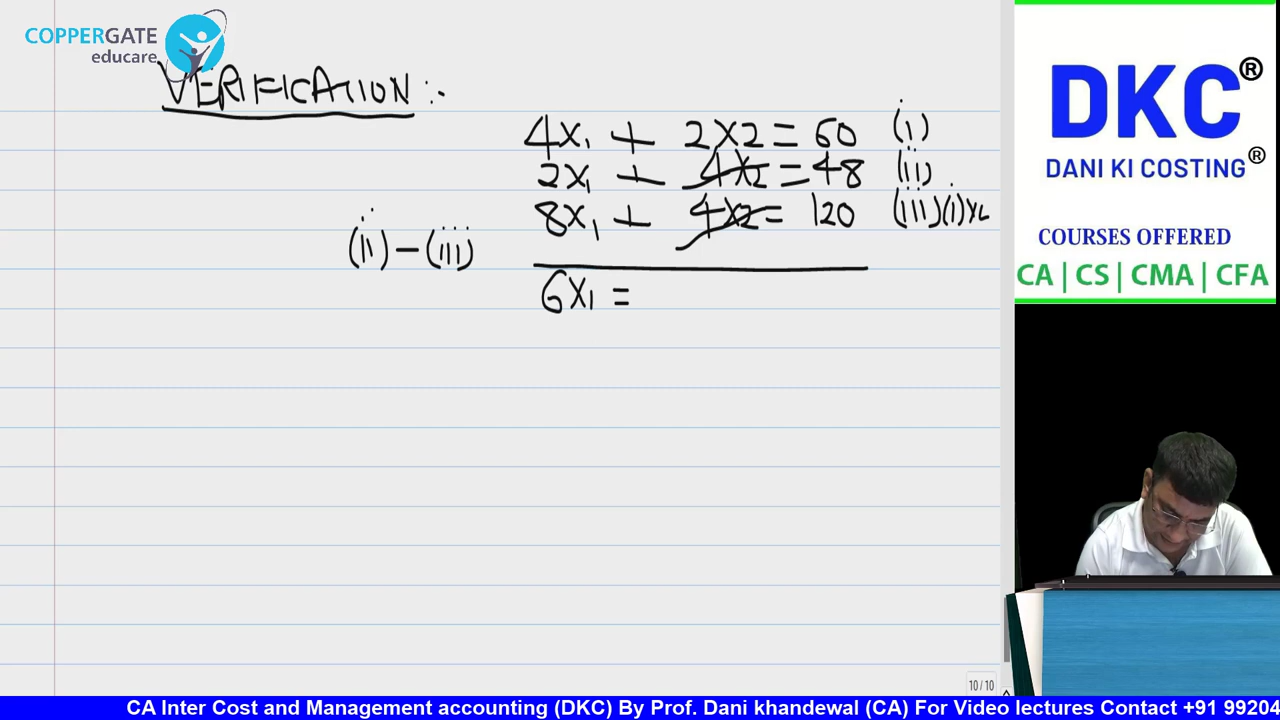 COPPERGATE
educare
VERIFICATION :-
4x₁ + 2x2 = 60 (i)
2x₁ + 4x2 = 48 (ii)
8x₁ + 4x2 = 120 (iii)(i)x2
(ii) - (iii)
6x₁ =
10/10
DKC®
DANI KI COSTING®
COURSES OFFERED
CA | CS | CMA | CFA
CA Inter Cost and Management accounting (DKC) By Prof. Dani khandewal (CA) For Video lectures Contact +91 99204